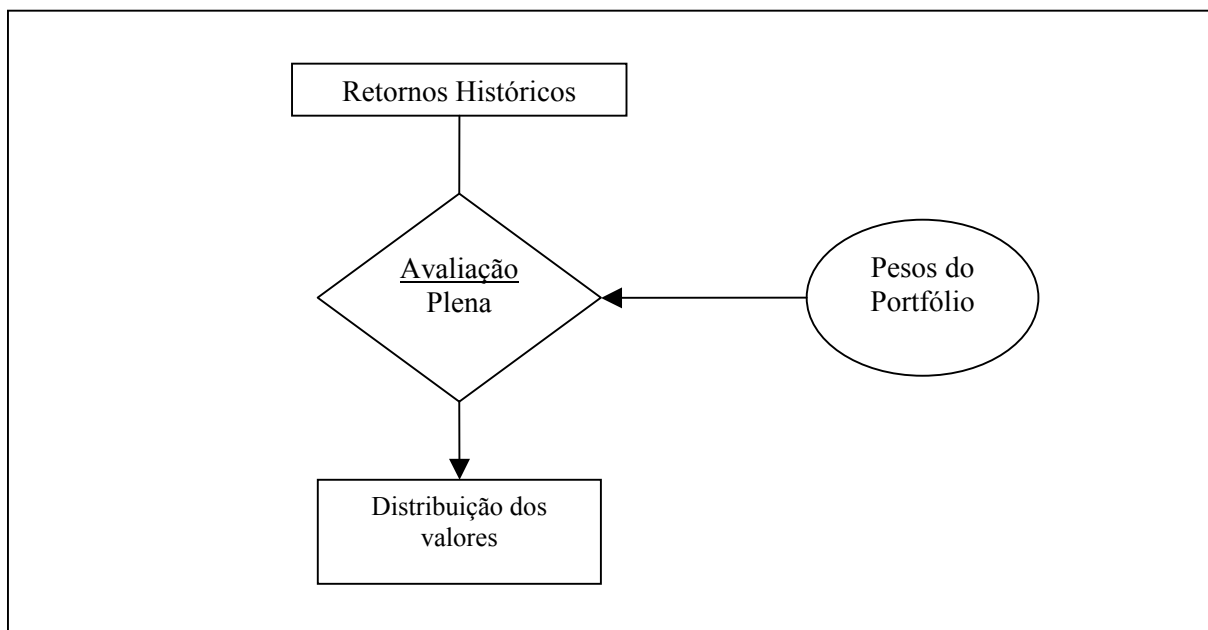 Retornos Históricos
Avaliação
Plena
Pesos do
Portfólio
Distribuição dos
valores